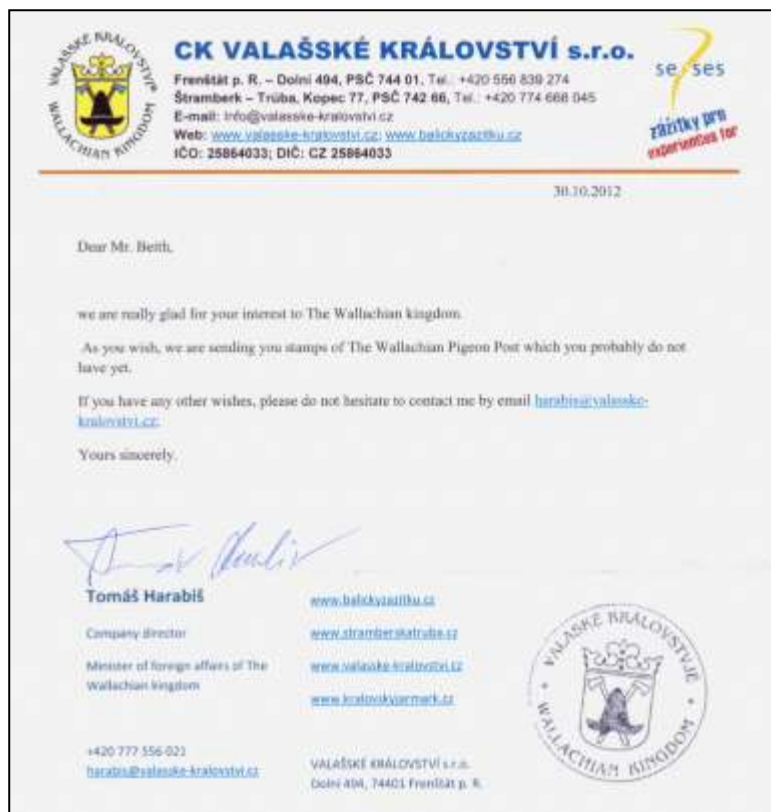 VALAŠSKÉ KRÁLOVSTVÍ
WALLACHIAN KINGDOM
CK VALAŠSKÉ KRÁLOVSTVÍ s.r.o.
Frenštát p. R. – Dolní 494, PSČ 744 01, Tel.: +420 556 839 274
Štramberk – Trúba, Kopec 77, PSČ 742 66, Tel.: +420 774 668 045
E-mail: info@valasske-kralovstvi.cz
Web: www.valasske-kralovstvi.cz; www.balickyzazitku.cz
IČO: 25864033; DIČ: CZ 25864033
se ses
zážitky pro
experiences for
30.10.2012
Dear Mr. Beith,
we are really glad for your interest to The Wallachian kingdom.
As you wish, we are sending you stamps of The Wallachian Pigeon Post which you probably do not
have yet.
If you have any other wishes, please do not hesitate to contact me by email harabis@valasske-
kralovstvi.cz.
Yours sincerely.
Tomáš Harabiš
Company director
Minister of foreign affairs of The
Wallachian kingdom
+420 777 556 021
harabis@valasske-kralovstvi.cz
www.balickyzazitku.cz
www.stramberskatruba.cz
www.valasske-kralovstvi.cz
www.kralovskyjarmark.cz
VALAŠSKÉ KRÁLOVSTVÍ s.r.o.
Dolní 494, 74401 Frenštát p. R.
VALASKÉ KRÁLOVSTVJE
WALLACHIAN KINGDOM